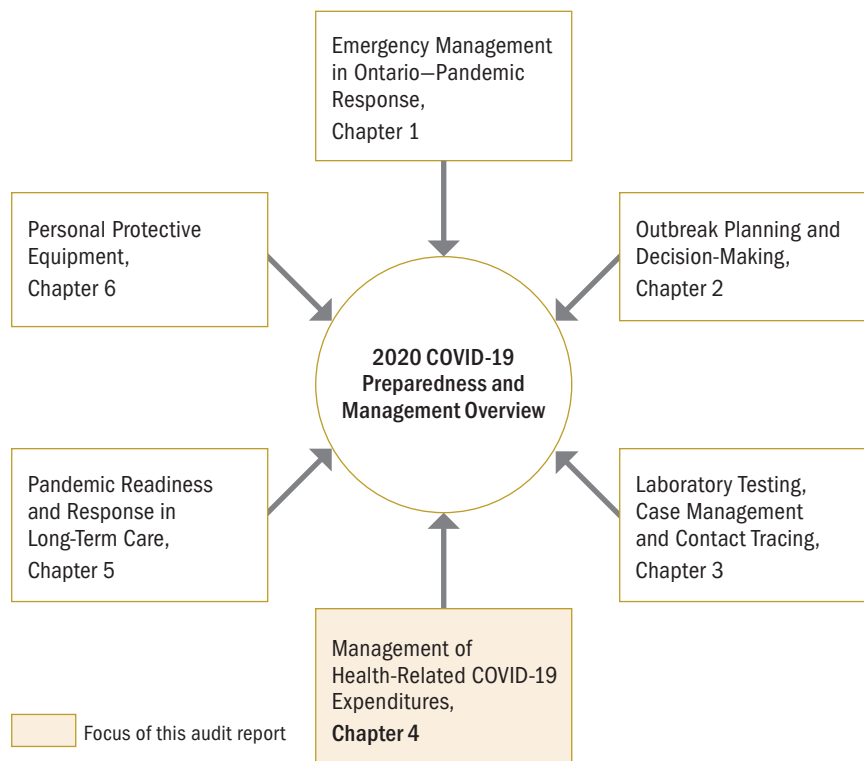 Emergency Management
in Ontario—Pandemic
Response,
Chapter 1
Personal Protective
Equipment,
Chapter 6
Outbreak Planning and
Decision-Making,
Chapter 2
2020 COVID-19
Preparedness and
Management Overview
Pandemic Readiness
and Response in
Long-Term Care,
Chapter 5
Laboratory Testing,
Case Management
and Contact Tracing,
Chapter 3
Management of
Health-Related COVID-19
Expenditures,
Chapter 4
Focus of this audit report